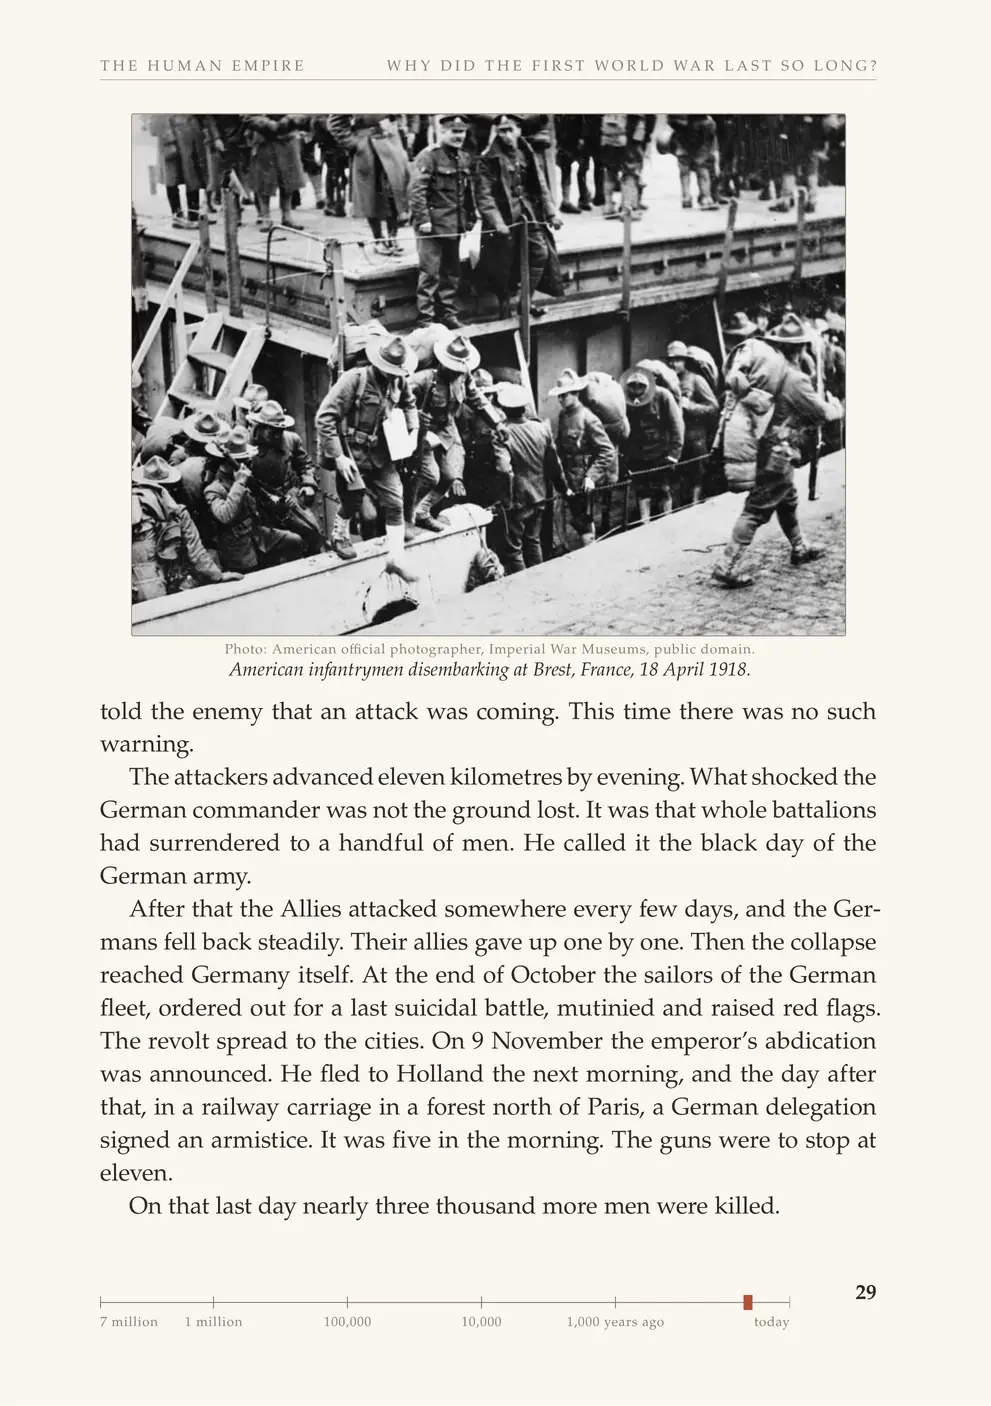 THE HUMAN EMPIRE
WHY DID THE FIRST WORLD WAR LAST SO LONG?
Photo: American official photographer, Imperial War Museums, public domain.
American infantrymen disembarking at Brest, France, 18 April 1918.
told the enemy that an attack was coming. This time there was no such
warning.
The attackers advanced eleven kilometres by evening. What shocked the
German commander was not the ground lost. It was that whole battalions
had surrendered to a handful of men. He called it the black day of the
German army.
After that the Allies attacked somewhere every few days, and the Ger-
mans fell back steadily. Their allies gave up one by one. Then the collapse
reached Germany itself. At the end of October the sailors of the German
fleet, ordered out for a last suicidal battle, mutinied and raised red flags.
The revolt spread to the cities. On 9 November the emperor’s abdication
was announced. He fled to Holland the next morning, and the day after
that, in a railway carriage in a forest north of Paris, a German delegation
signed an armistice. It was five in the morning. The guns were to stop at
eleven.
On that last day nearly three thousand more men were killed.
29
7 million 1 million 100,000 10,000 1,000 years ago today